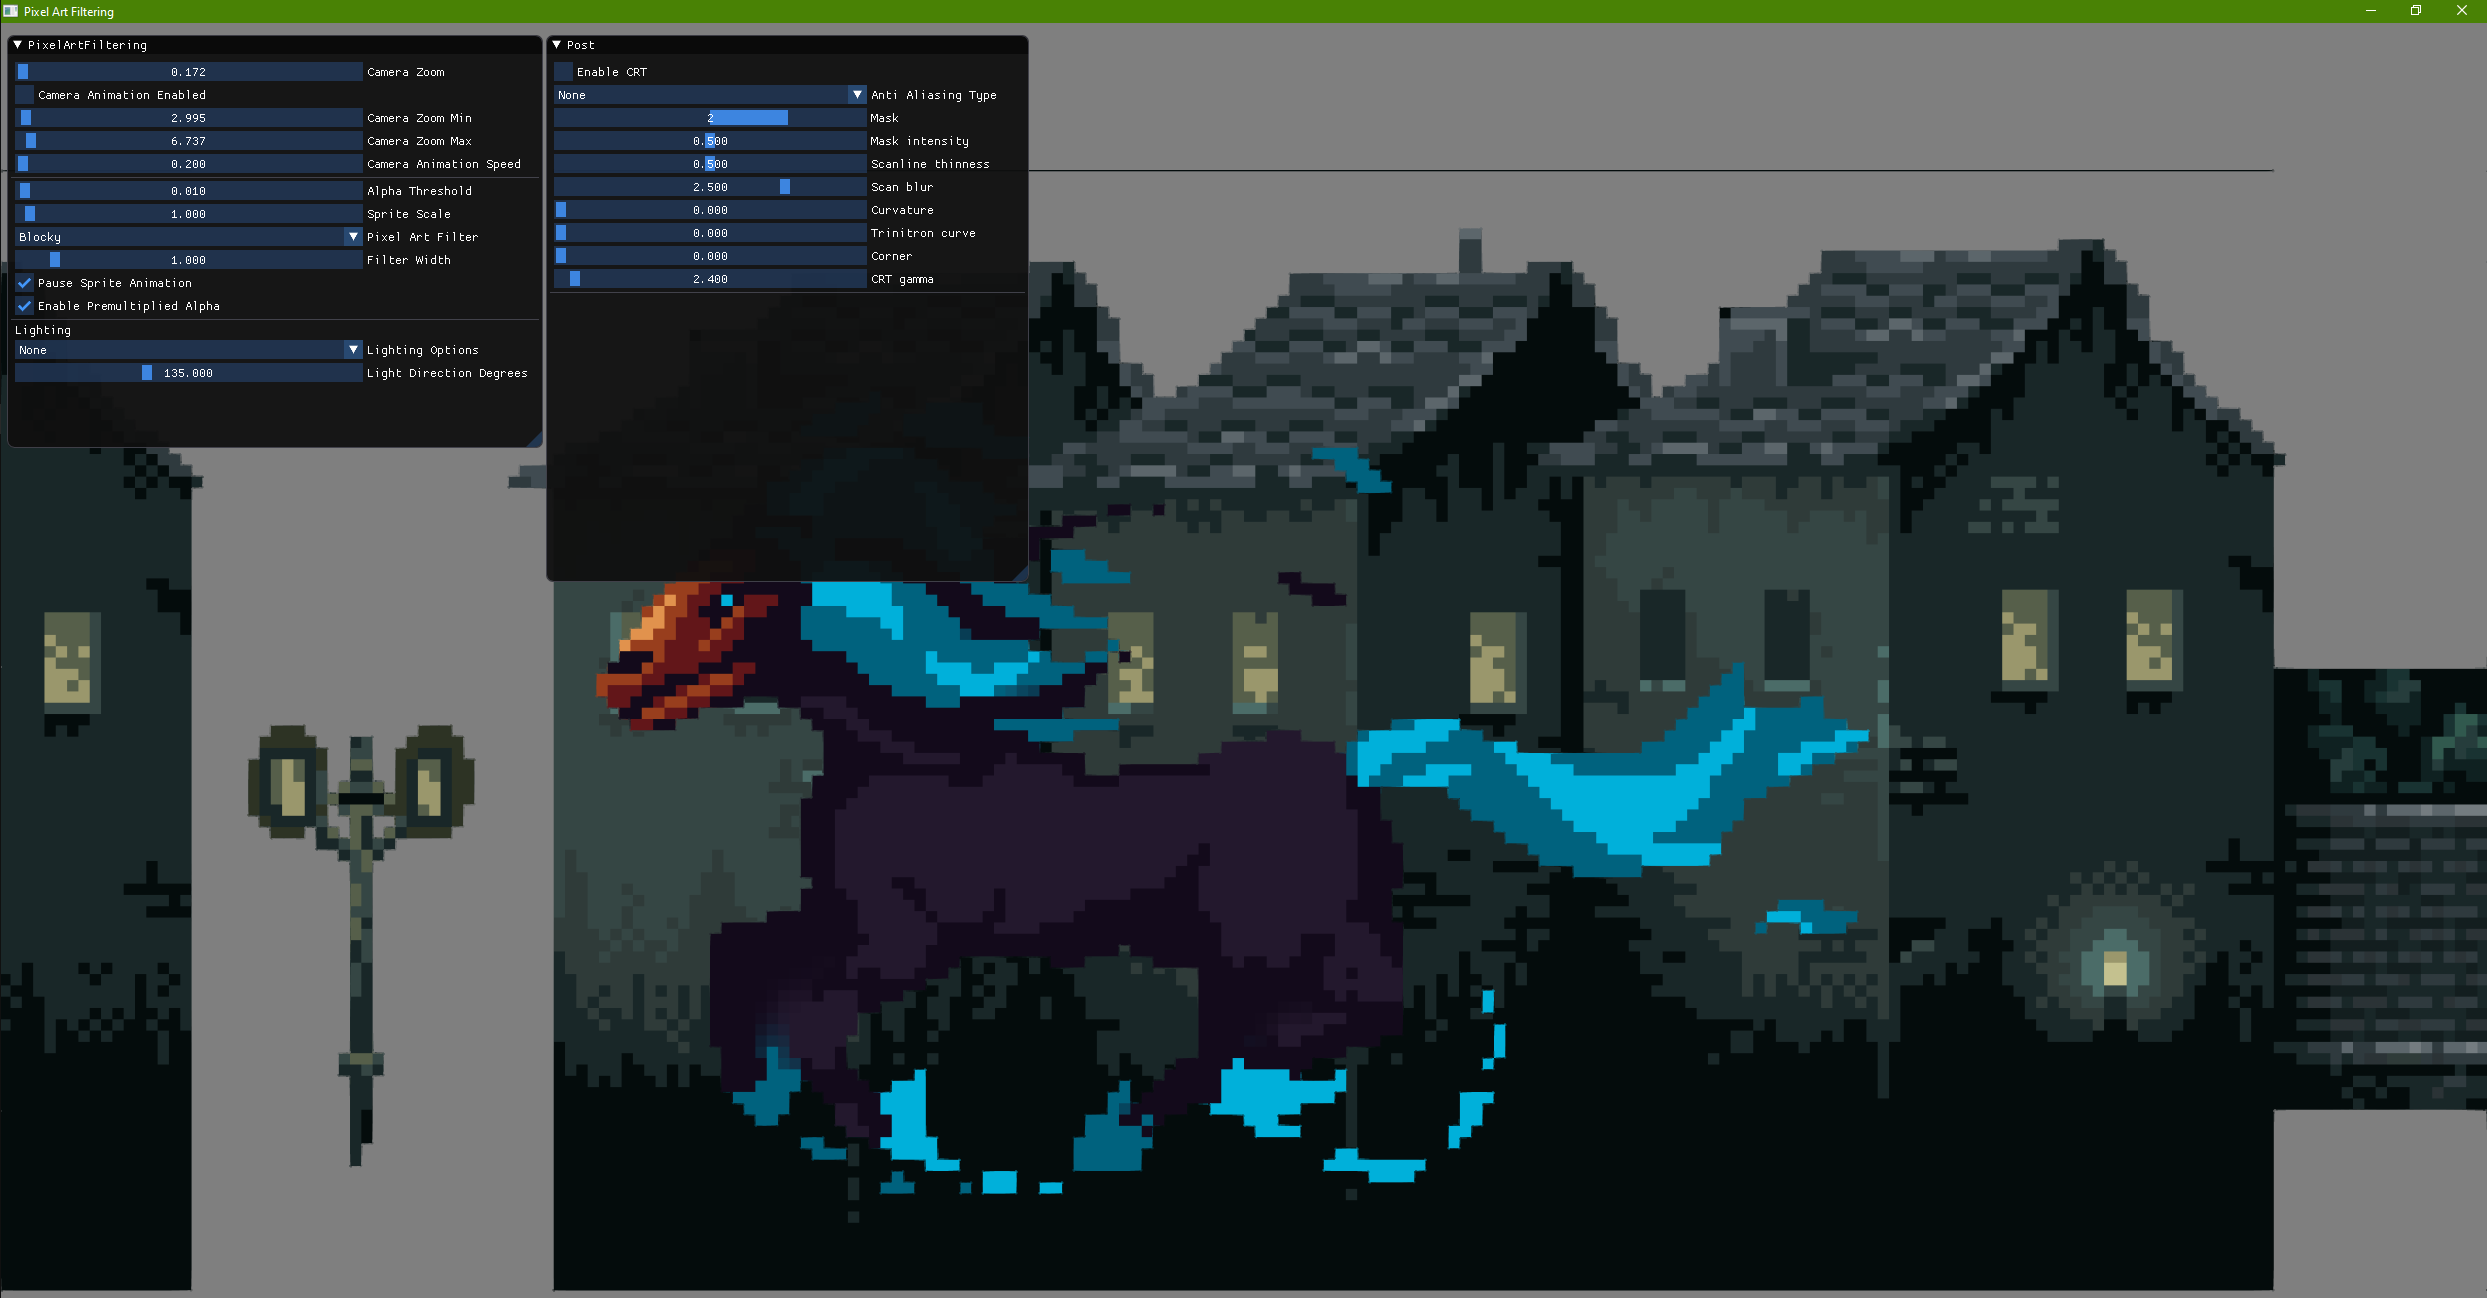 Pixel Art Filtering
PixelArtFiltering
0.172 Camera Zoom
Camera Animation Enabled
2.995 Camera Zoom Min
6.737 Camera Zoom Max
0.200 Camera Animation Speed
0.010 Alpha Threshold
1.000 Sprite Scale
Blocky Pixel Art Filter
1.000 Filter Width
Pause Sprite Animation
Enable Premultiplied Alpha
Lighting
None Lighting Options
135.000 Light Direction Degrees
Post
Enable CRT
None Anti Aliasing Type
2 Mask
0.500 Mask intensity
0.500 Scanline thinness
2.500 Scan blur
0.000 Curvature
0.000 Trinitron curve
0.000 Corner
2.400 CRT gamma